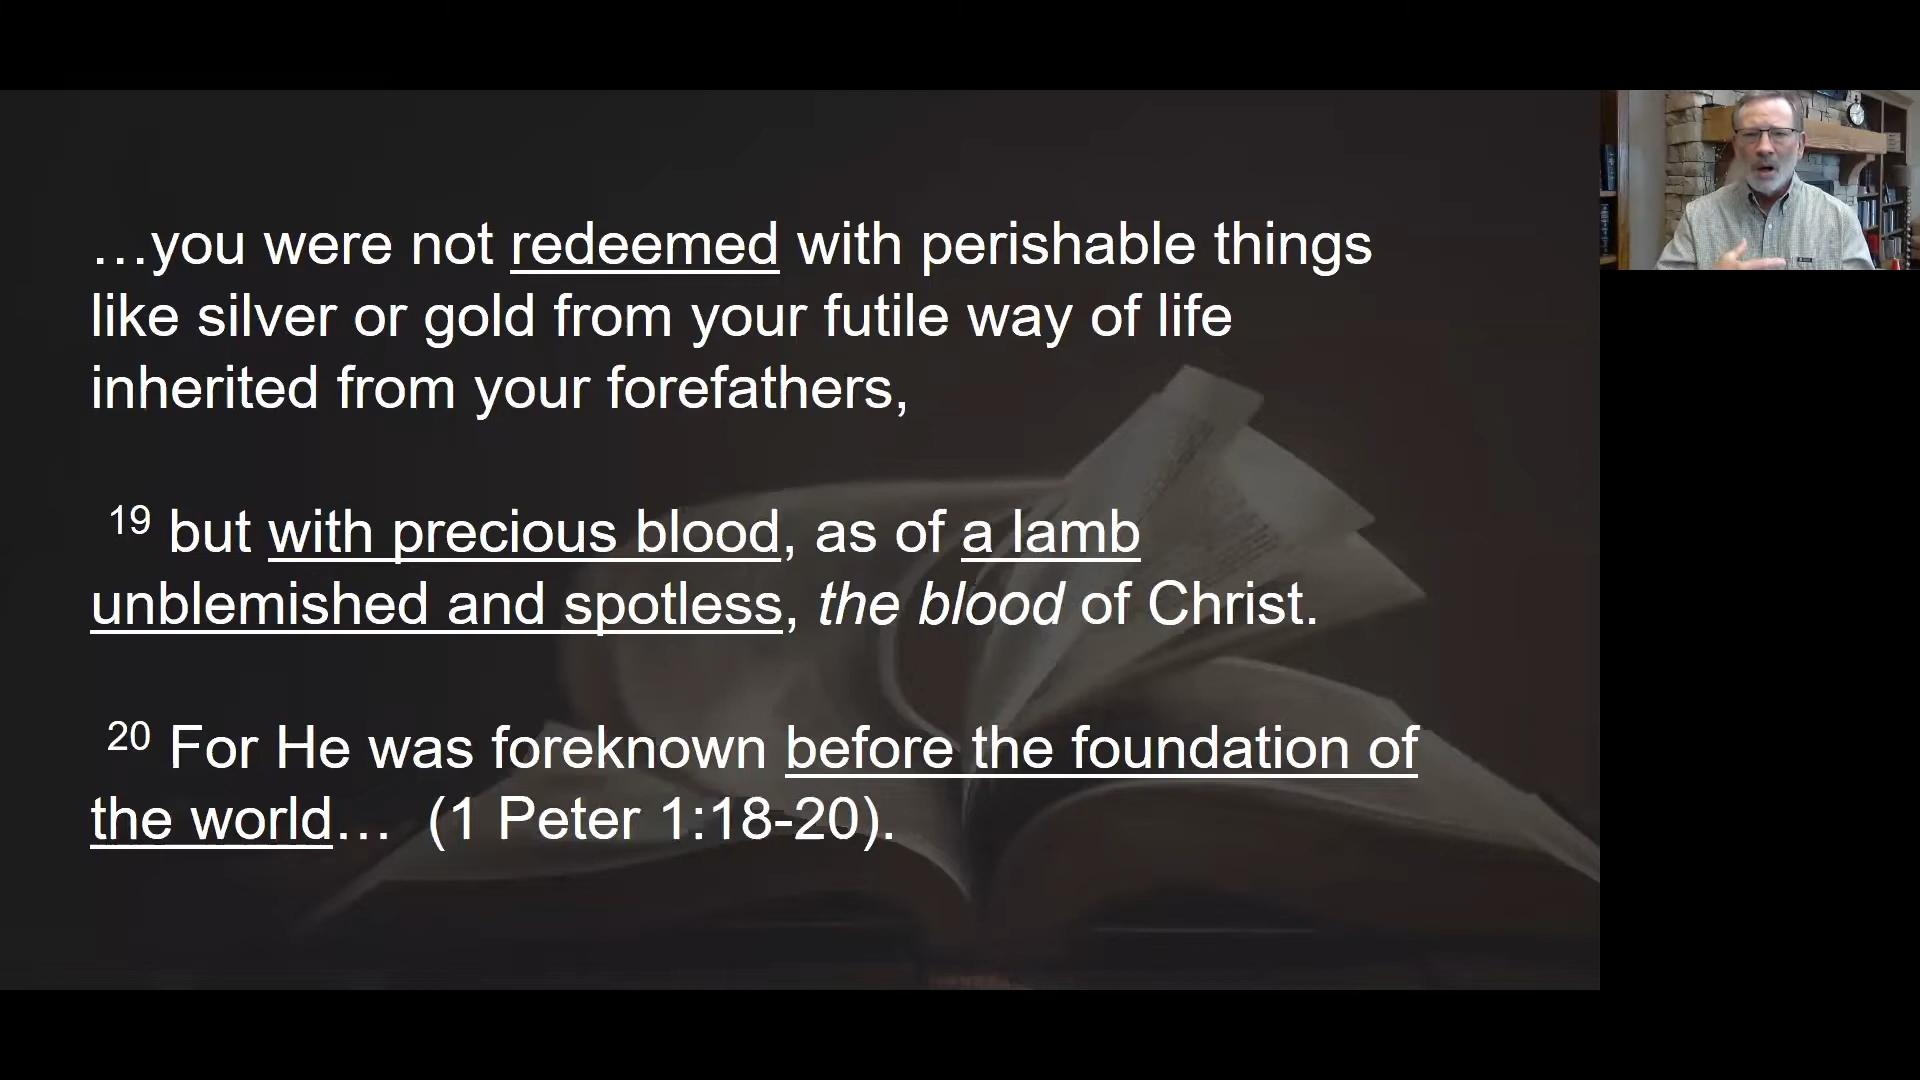 …you were not redeemed with perishable things
like silver or gold from your futile way of life
inherited from your forefathers,
19 but with precious blood, as of a lamb
unblemished and spotless, the blood of Christ.
20 For He was foreknown before the foundation of
the world… (1 Peter 1:18-20).